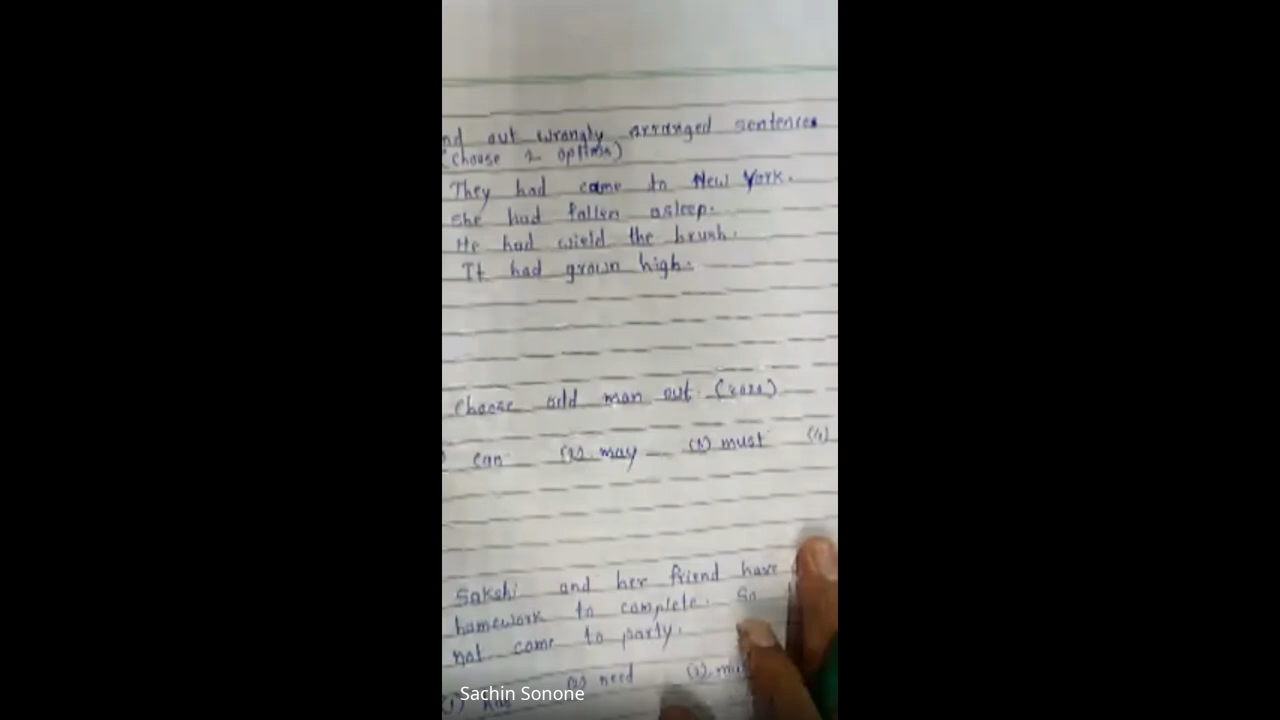 nd out wrongly arranged sentences
(choose 2 options)
They had came to New York.
She had fallen asleep.
He had wield the brush.
It had grown high.
Choose odd man out.
can (2) may (3) must (4)
Sakshi and her friend have
homework to complete. So
not come to party.
(2) need (3) mu
Sachin Sonone